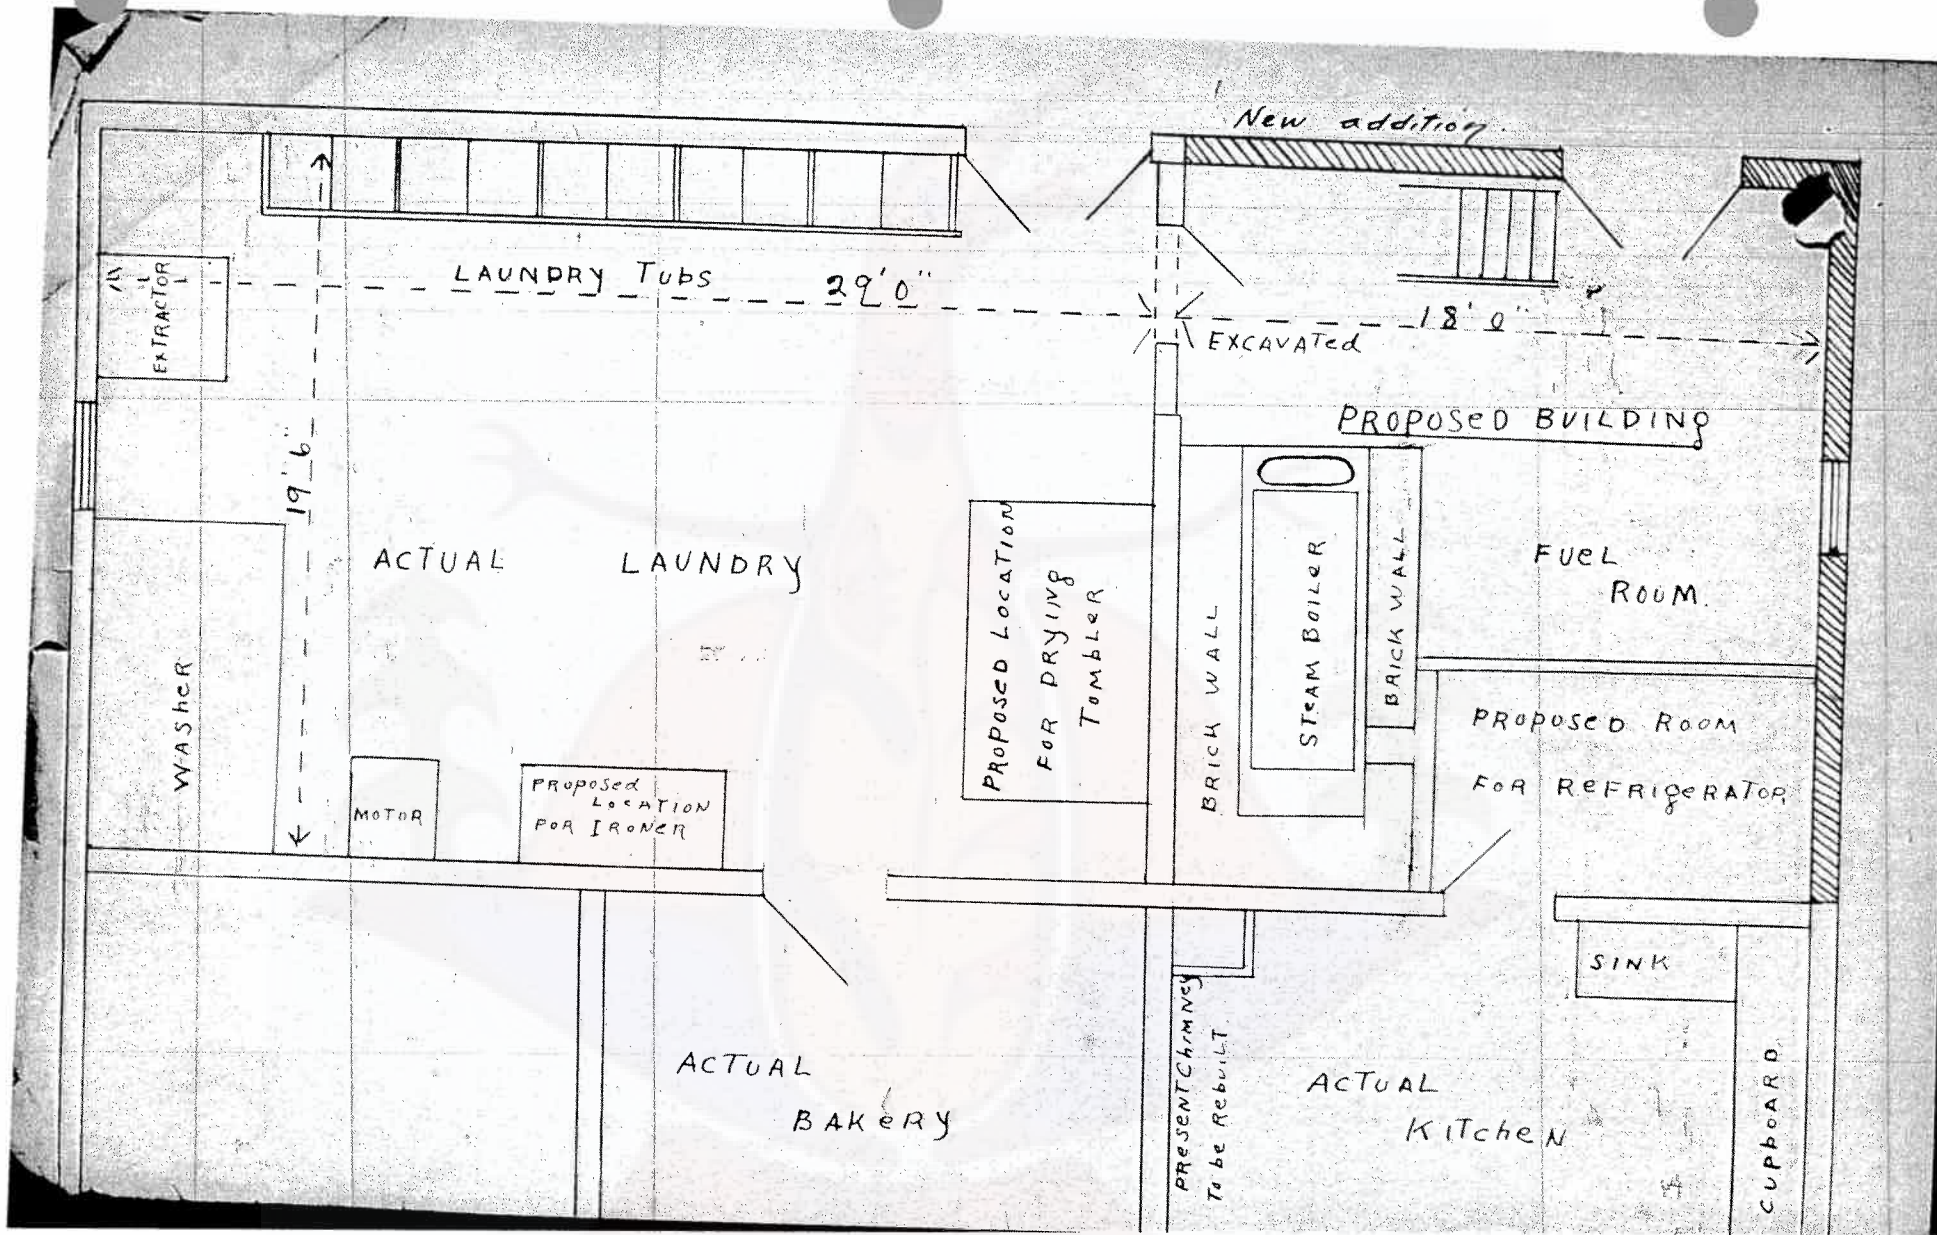 New addition.
LAUNDRY Tubs
29'0"
18'0"
EXCAVATed
EXTRACTOR
19'6"
PROPOSeD BUILDING
ACTUAL LAUNDRY
FUeL
ROOM.
PROPOSeD LOCATION
FOR DRYING
TOMbLeR
BRICK WALL
STeAM BOILeR
BRICK WALL
WASheR
PROPOSeD ROOM
FOR ReFRIgeRATOR.
MOTOR
PROPOSed
LOCATION
FOR IRONeR
SINK
PReSeNT ChimNey
To be RebuilT.
ACTUAL
BAKeRY
ACTUAL
KITcheN
CUPbOARD